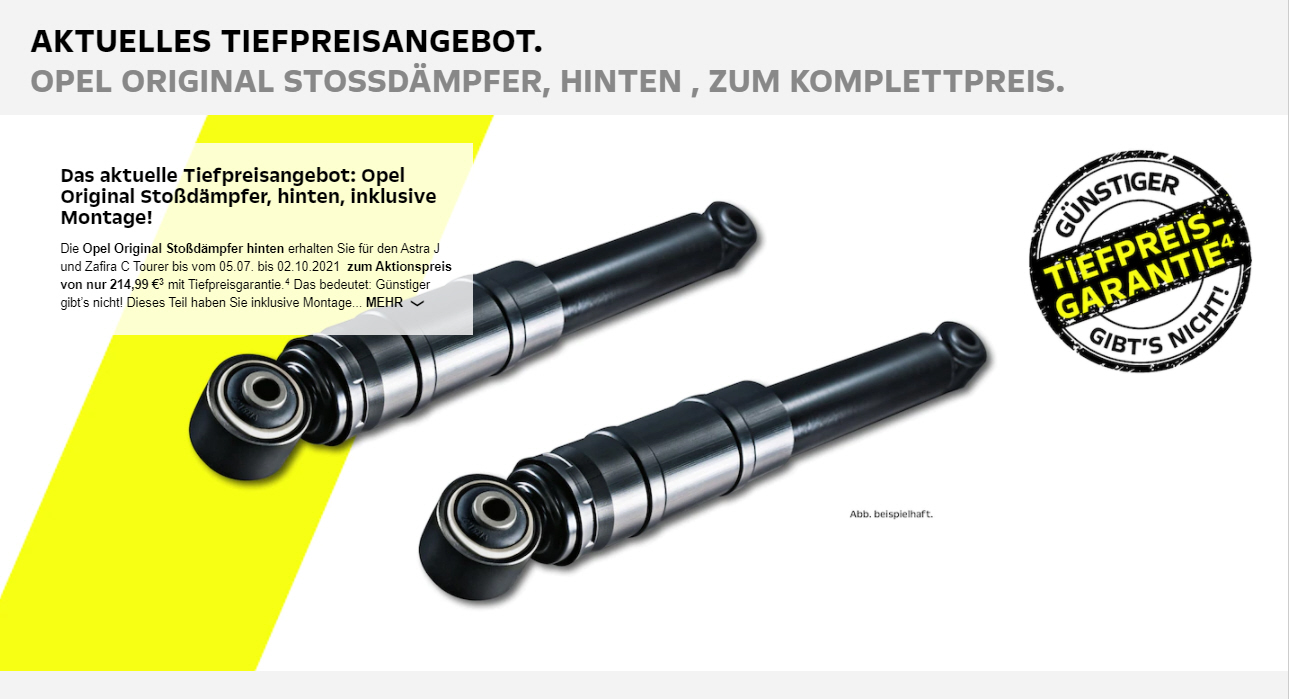 AKTUELLES TIEFPREISANGEBOT.
OPEL ORIGINAL STOSSDÄMPFER, HINTEN , ZUM KOMPLETTPREIS.
Das aktuelle Tiefpreisangebot: Opel
Original Stoßdämpfer, hinten, inklusive
Montage!
Die Opel Original Stoßdämpfer hinten erhalten Sie für den Astra J
und Zafira C Tourer bis vom 05.07. bis 02.10.2021 zum Aktionspreis
von nur 214,99 €³ mit Tiefpreisgarantie.⁴ Das bedeutet: Günstiger
gibt's nicht! Dieses Teil haben Sie inklusive Montage... MEHR
GÜNSTIGER
TIEFPREIS-
GARANTIE⁴
GIBT'S NICHT!
Abb. beispielhaft.